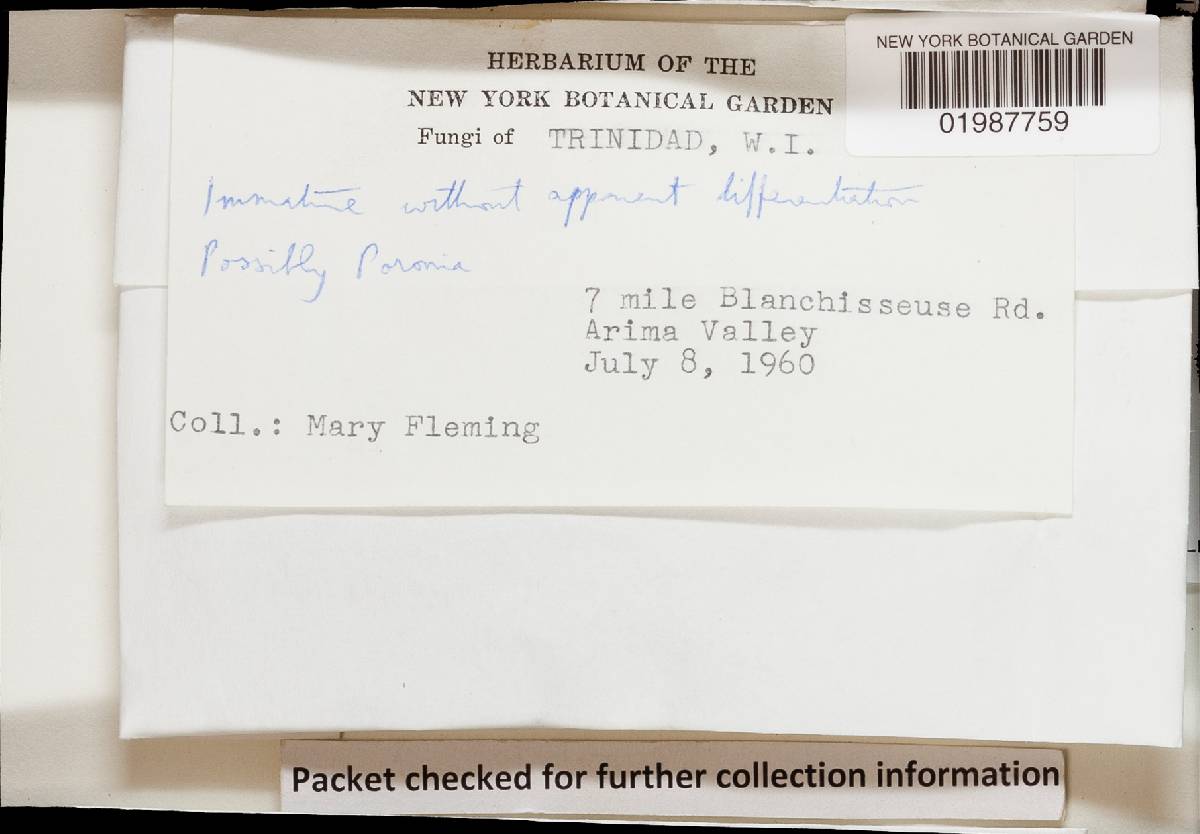 HERBARIUM OF THE
NEW YORK BOTANICAL GARDEN
Fungi of TRINIDAD, W.I.
NEW YORK BOTANICAL GARDEN
01987759
Immature without apparent differentiation
Possibly Poronia
7 mile Blanchisseuse Rd.
Arima Valley
July 8, 1960
Coll.: Mary Fleming
Packet checked for further collection information